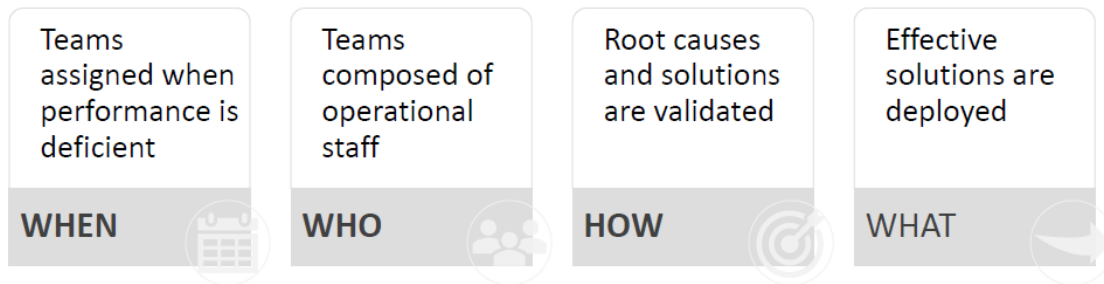 Teams
assigned when
performance is
deficient
WHEN
Teams
composed of
operational
staff
WHO
Root causes
and solutions
are validated
HOW
Effective
solutions are
deployed
WHAT